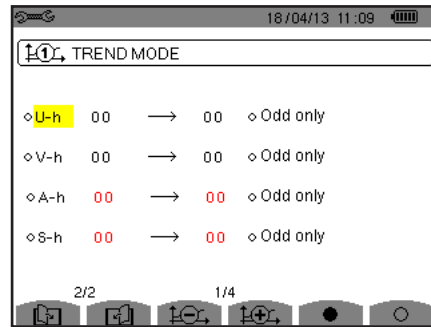 18/04/13 11:09
1 TREND MODE
U-h 00 → 00 Odd only
V-h 00 → 00 Odd only
A-h 00 → 00 Odd only
S-h 00 → 00 Odd only
2/2 1/4